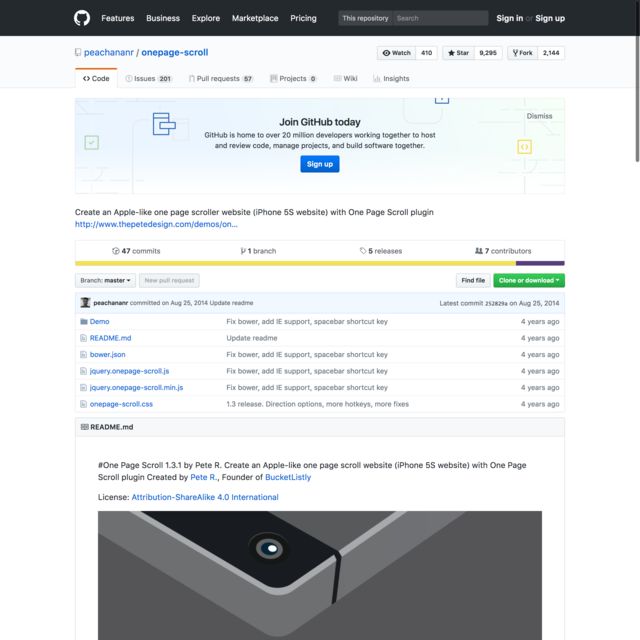 Features Business Explore Marketplace Pricing This repository Search Sign in or Sign up
peachananr / onepage-scroll Watch 410 Star 9,295 Fork 2,144
Code Issues 201 Pull requests 57 Projects 0 Wiki Insights
Dismiss
Join GitHub today
GitHub is home to over 20 million developers working together to host
and review code, manage projects, and build software together.
Sign up
Create an Apple-like one page scroller website (iPhone 5S website) with One Page Scroll plugin
http://www.thepetedesign.com/demos/on…
47 commits 1 branch 5 releases 7 contributors
Branch: master New pull request Find file Clone or download
peachananr committed on Aug 25, 2014 Update readme Latest commit 252829a on Aug 25, 2014
Demo Fix bower, add IE support, spacebar shortcut key 4 years ago
README.md Update readme 4 years ago
bower.json Fix bower, add IE support, spacebar shortcut key 4 years ago
jquery.onepage-scroll.js Fix bower, add IE support, spacebar shortcut key 4 years ago
jquery.onepage-scroll.min.js Fix bower, add IE support, spacebar shortcut key 4 years ago
onepage-scroll.css 1.3 release. Direction options, more hotkeys, more fixes 4 years ago
README.md
#One Page Scroll 1.3.1 by Pete R. Create an Apple-like one page scroll website (iPhone 5S website) with One Page
Scroll plugin Created by Pete R., Founder of BucketListly
License: Attribution-ShareAlike 4.0 International